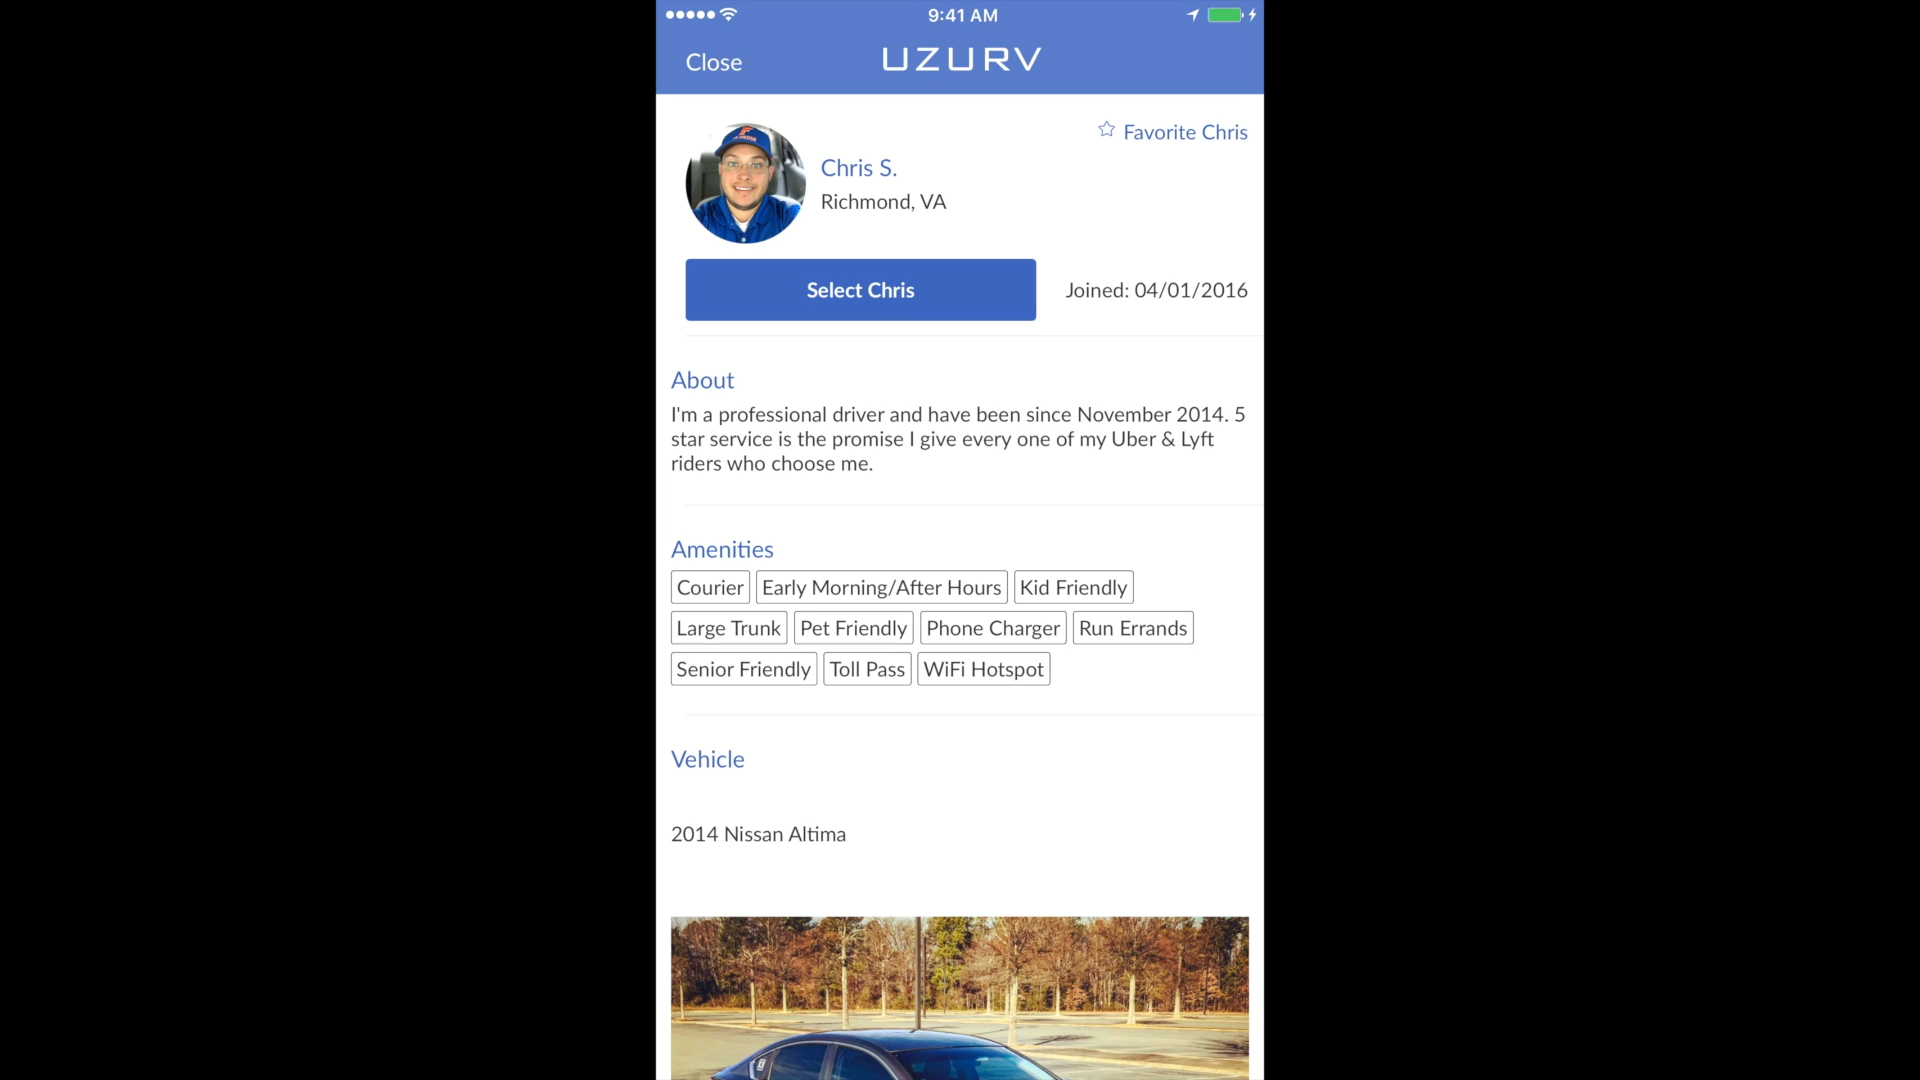 9:41 AM
Close
UZURV
Favorite Chris
Chris S.
Richmond, VA
Select Chris
Joined: 04/01/2016
About
I'm a professional driver and have been since November 2014. 5
star service is the promise I give every one of my Uber & Lyft
riders who choose me.
Amenities
Courier
Early Morning/After Hours
Kid Friendly
Large Trunk
Pet Friendly
Phone Charger
Run Errands
Senior Friendly
Toll Pass
WiFi Hotspot
Vehicle
2014 Nissan Altima